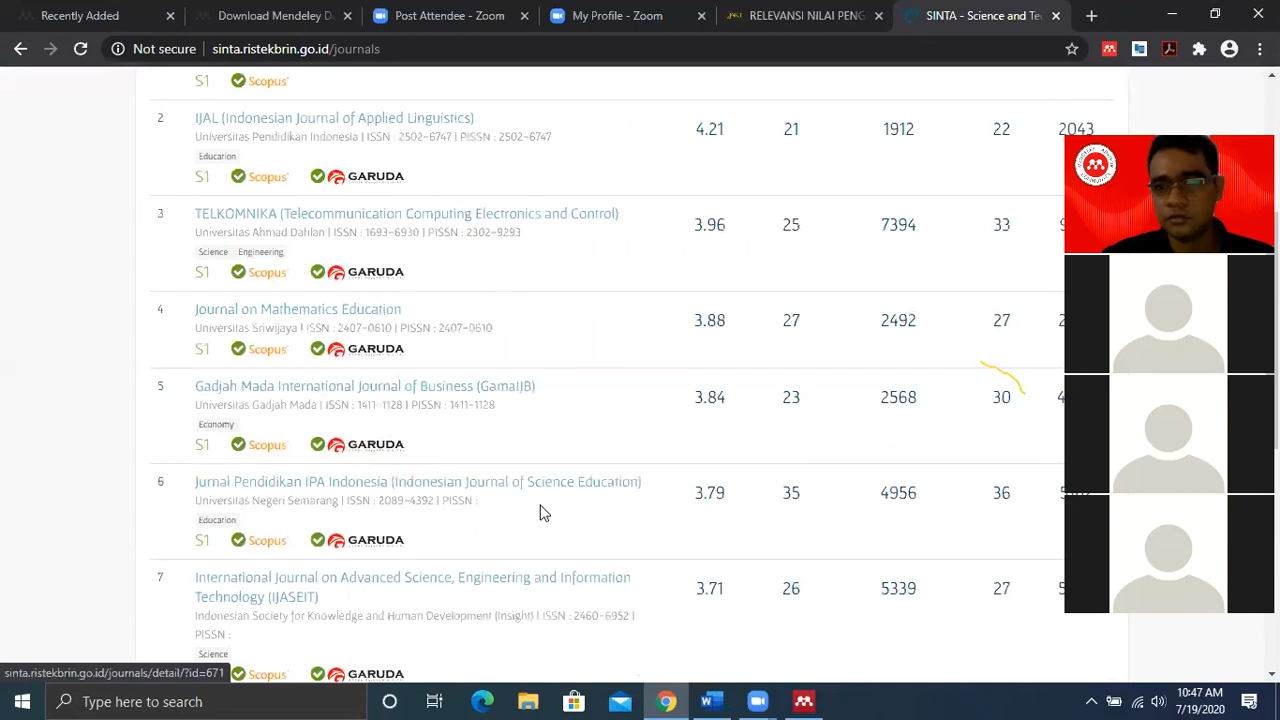 Recently Added
Download Mendeley D
Post Attendee - Zoom
My Profile - Zoom
RELEVANSI NILAI PENG
SINTA - Science and Te
Not secure
sinta.ristekbrin.go.id/journals
S1 Scopus
2 IJAL (Indonesian Journal of Applied Linguistics) 4.21 21 1912 22 2043
Universitas Pendidikan Indonesia | ISSN : 2502-6747 | PISSN : 2502-6747
Education
S1 Scopus GARUDA
3 TELKOMNIKA (Telecommunication Computing Electronics and Control) 3.96 25 7394 33 9
Universitas Ahmad Dahlan | ISSN : 1693-6930 | PISSN : 2302-9293
Science Engineering
S1 Scopus GARUDA
4 Journal on Mathematics Education 3.88 27 2492 27 2
Universitas Sriwijaya | ISSN : 2407-0610 | PISSN : 2407-0610
S1 Scopus GARUDA
5 Gadjah Mada International Journal of Business (GamaIJB) 3.84 23 2568 30 4
Universitas Gadjah Mada | ISSN : 1411-1128 | PISSN : 1411-1128
Economy
S1 Scopus GARUDA
6 Jurnal Pendidikan IPA Indonesia (Indonesian Journal of Science Education) 3.79 35 4956 36
Universitas Negeri Semarang | ISSN : 2089-4392 | PISSN :
Education
S1 Scopus GARUDA
7 International Journal on Advanced Science, Engineering and Information 3.71 26 5339 27 5
Technology (IJASEIT)
Indonesian Society for Knowledge and Human Development (Insight) | ISSN : 2460-6952 |
PISSN :
Science
Scopus GARUDA
sinta.ristekbrin.go.id/journals/detail/?id=671
Type here to search
10:47 AM
7/19/2020